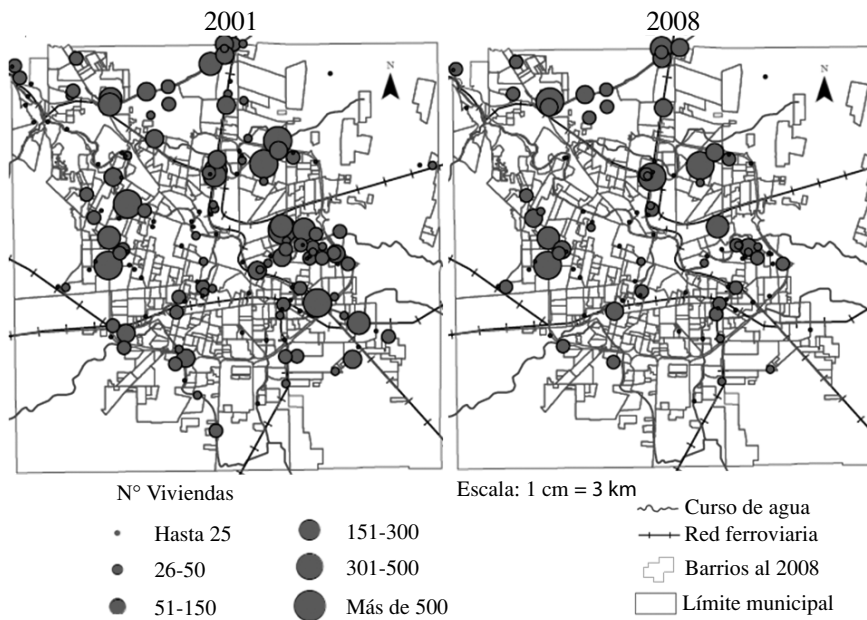 2001
2008
N
N
N° Viviendas
Hasta 25
26-50
51-150
151-300
301-500
Más de 500
Escala: 1 cm = 3 km
Curso de agua
Red ferroviaria
Barrios al 2008
Límite municipal